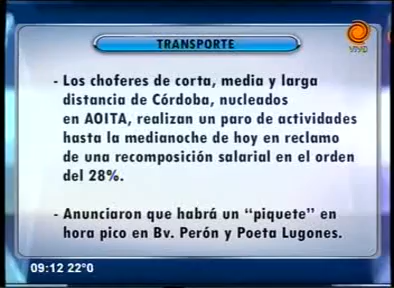 TRANSPORTE
VIVO
- Los choferes de corta, media y larga
distancia de Córdoba, nucleados
en AOITA, realizan un paro de actividades
hasta la medianoche de hoy en reclamo
de una recomposición salarial en el orden
del 28%.
- Anunciaron que habrá un “piquete” en
hora pico en Bv. Perón y Poeta Lugones.
09:12 22°0